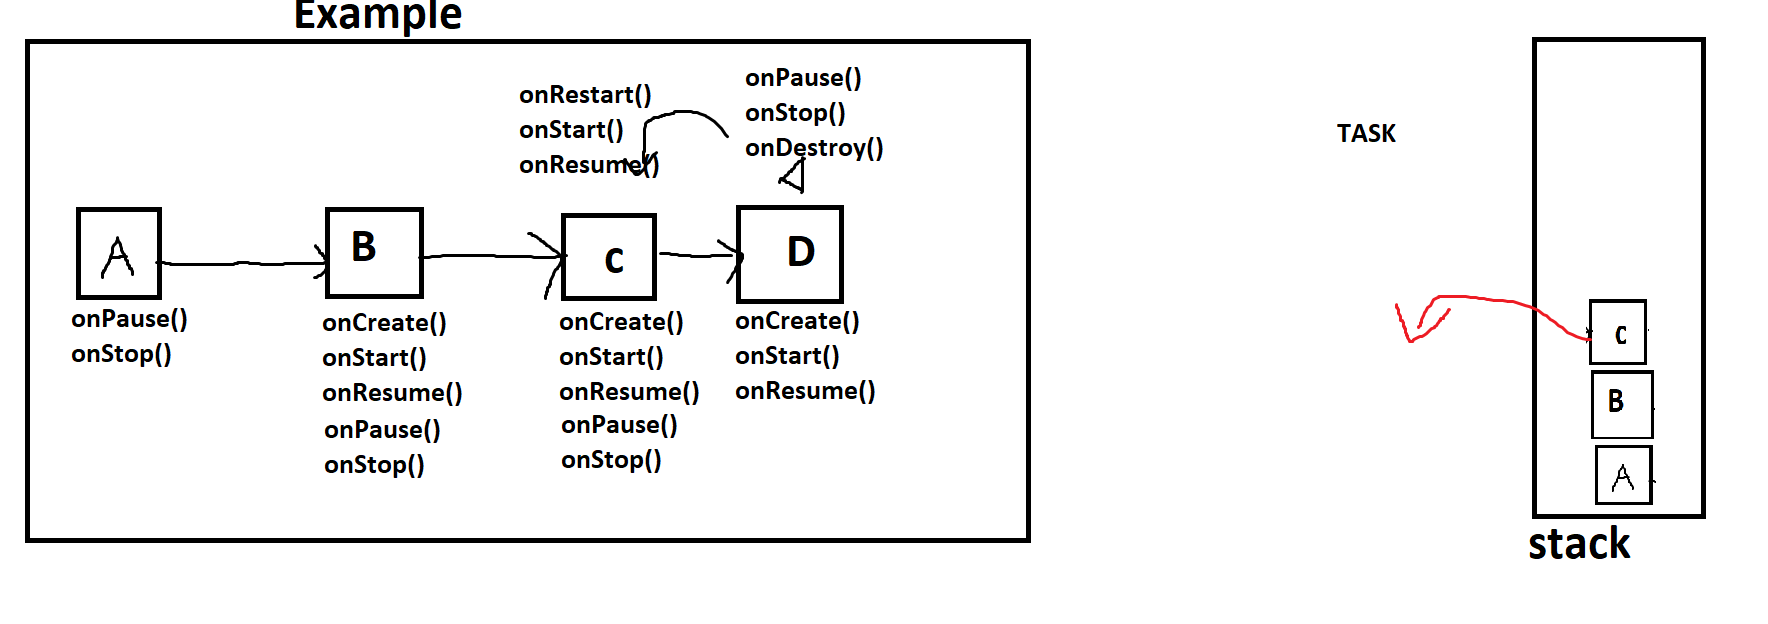 Example
onRestart()
onStart()
onResume()
onPause()
onStop()
onDestroy()
A
B
c
D
onPause()
onStop()
onCreate()
onStart()
onResume()
onPause()
onStop()
onCreate()
onStart()
onResume()
onPause()
onStop()
onCreate()
onStart()
onResume()
TASK
c
B
A
stack